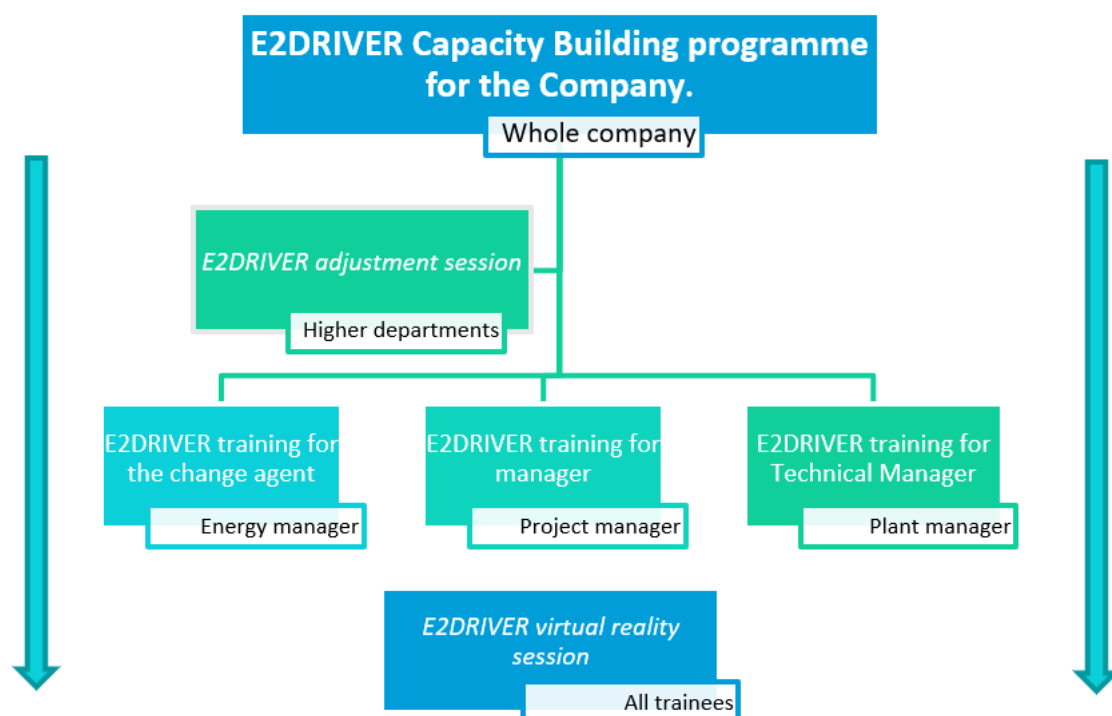 E2DRIVER Capacity Building programme
for the Company.
Whole company
E2DRIVER adjustment session
Higher departments
E2DRIVER training for
the change agent
Energy manager
E2DRIVER training for
manager
Project manager
E2DRIVER training for
Technical Manager
Plant manager
E2DRIVER virtual reality
session
All trainees